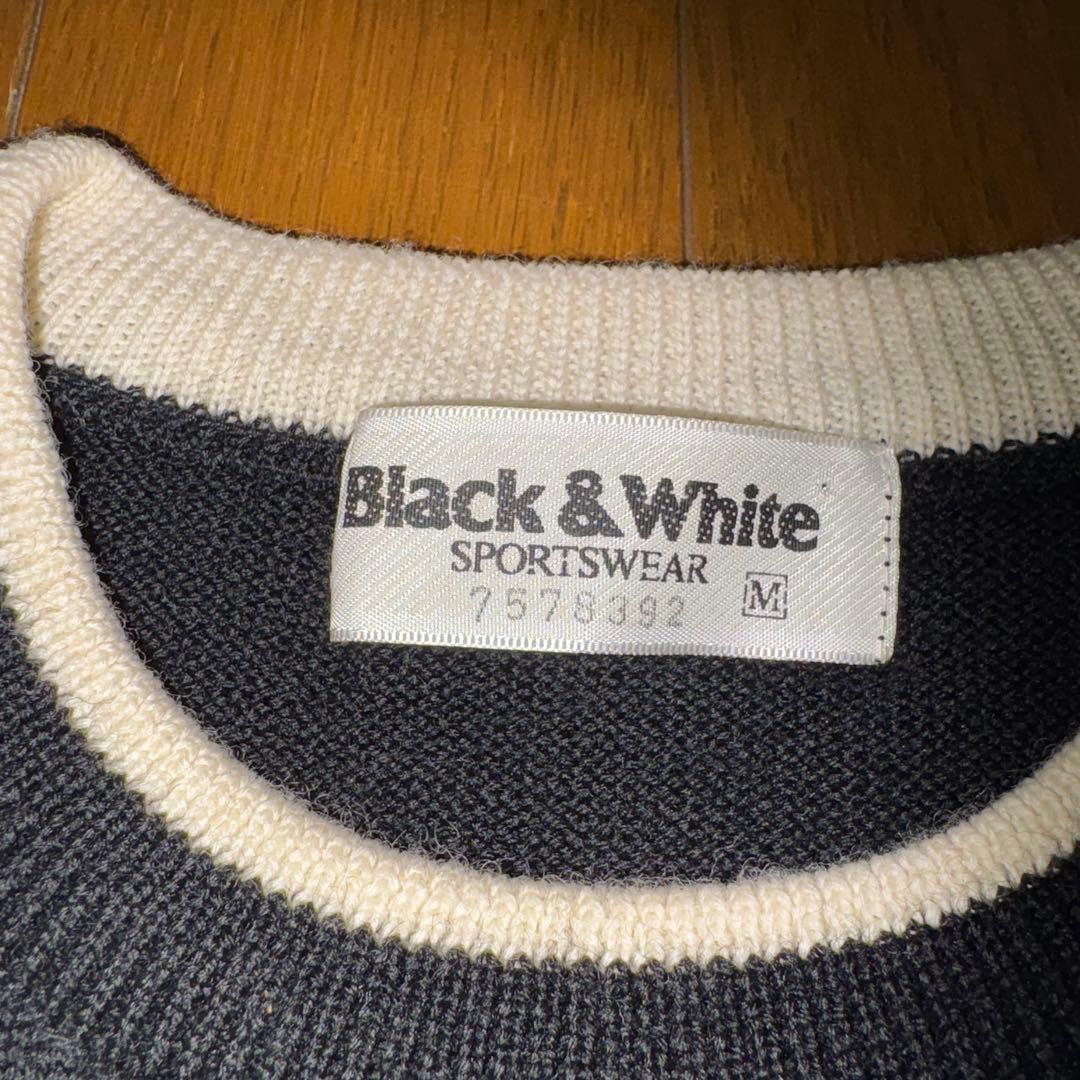 Black & White
SPORTSWEAR
7578392 M